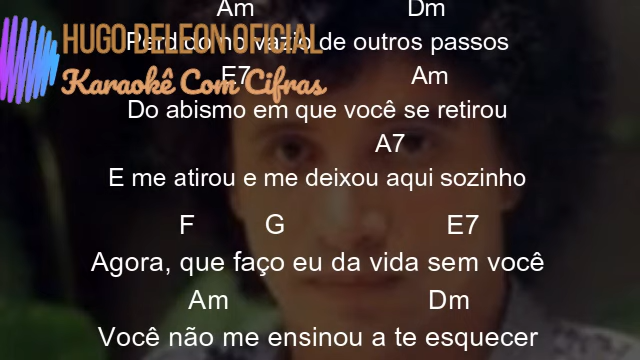 Am Dm
HUGO DELEON OFICIAL
Perdido no vazio de outros passos
E7 Am
Karaokê Com Cifras
Do abismo em que você se retirou
A7
E me atirou e me deixou aqui sozinho
F G E7
Agora, que faço eu da vida sem você
Am Dm
Você não me ensinou a te esquecer